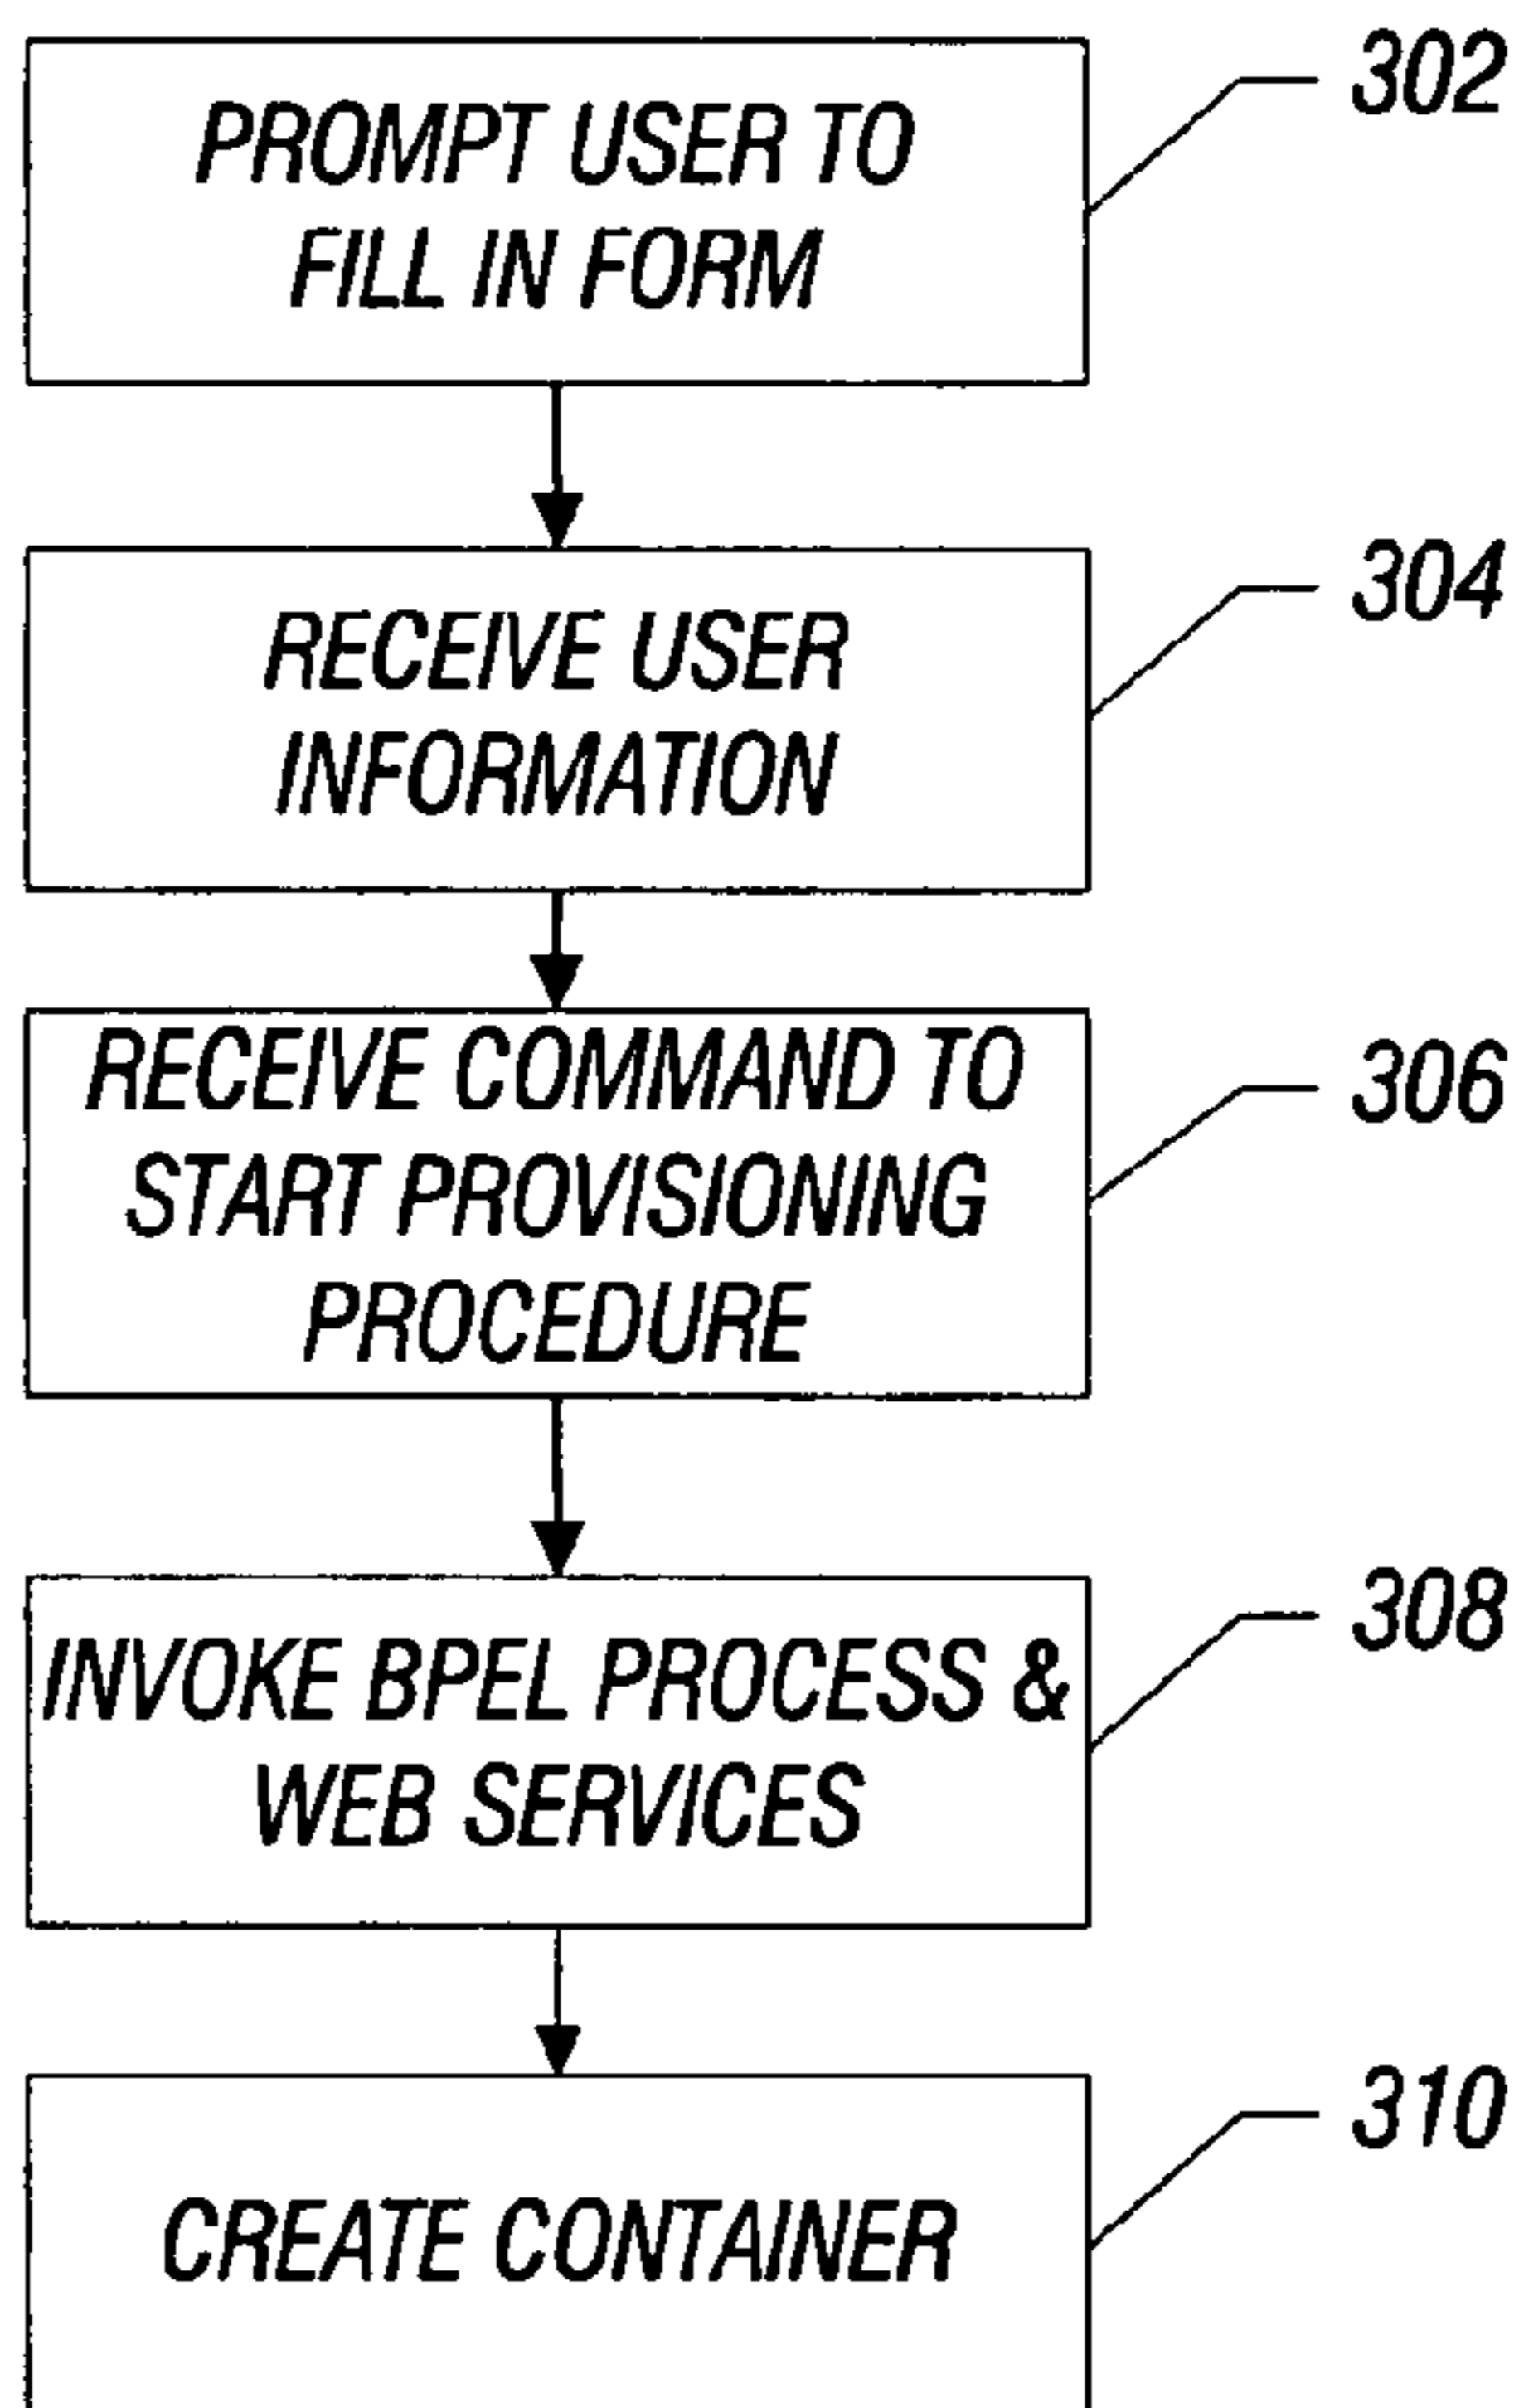 PROMPT USER TO
FILL IN FORM
302
RECEIVE USER
INFORMATION
304
RECEIVE COMMAND TO
START PROVISIONING
PROCEDURE
306
INVOKE BPEL PROCESS &
WEB SERVICES
308
CREATE CONTAINER
310